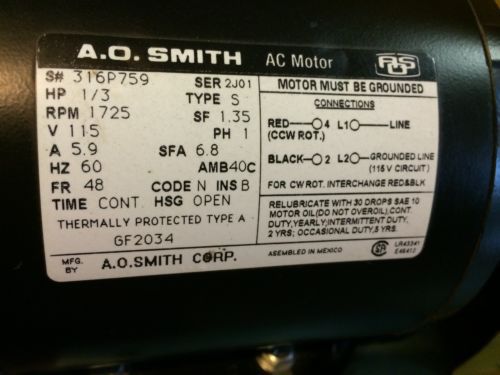 A.O. SMITH AC Motor AOS
S# 316P759 SER 2J01
HP 1/3 TYPE S
RPM 1725 SF 1.35
V 115 PH 1
A 5.9 SFA 6.8
HZ 60 AMB40C
FR 48 CODE N INS B
TIME CONT. HSG OPEN
THERMALLY PROTECTED TYPE A
GF2034
MOTOR MUST BE GROUNDED
CONNECTIONS
RED 4 L1 LINE
(CCW ROT.)
BLACK 2 L2 GROUNDED LINE
(115 V CIRCUIT)
FOR CW ROT. INTERCHANGE RED&BLK
RELUBRICATE WITH 30 DROPS SAE 10
MOTOR OIL(DO NOT OVEROIL),CONT.
DUTY,YEARLY;INTERMITTENT DUTY,
2 YRS; OCCASIONAL DUTY,5 YRS.
MFG. BY A.O.SMITH CORP. ASEMBLED IN MEXICO